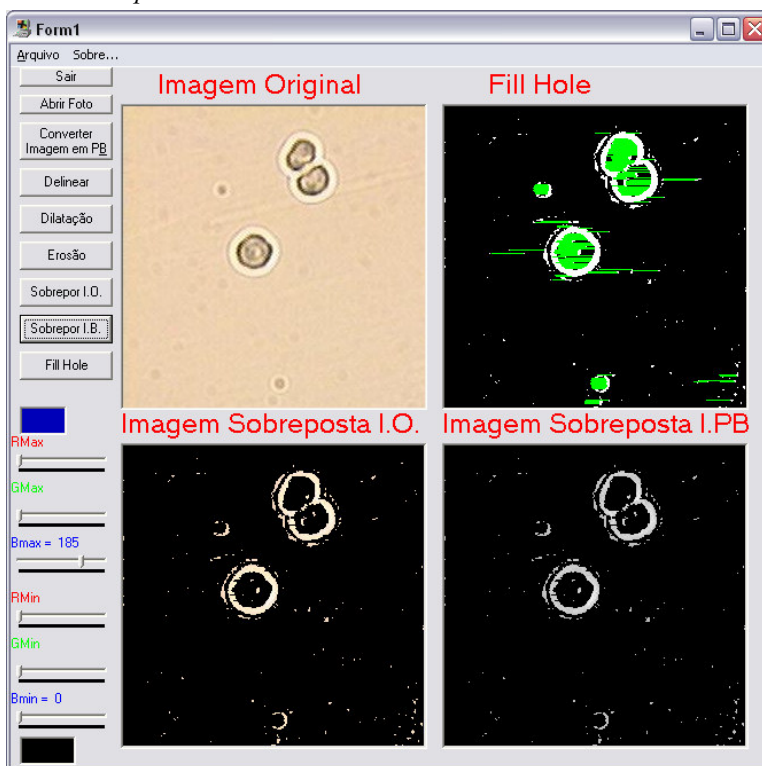 Form1
Arquivo Sobre...
Sair
Abrir Foto
Converter
Imagem em PB
Delinear
Dilatação
Erosão
Sobrepor I.O.
Sobrepor I.B.
Fill Hole
RMax
GMax
Bmax = 185
RMin
GMin
Bmin = 0
Imagem Original
Fill Hole
Imagem Sobreposta I.O.
Imagem Sobreposta I.PB